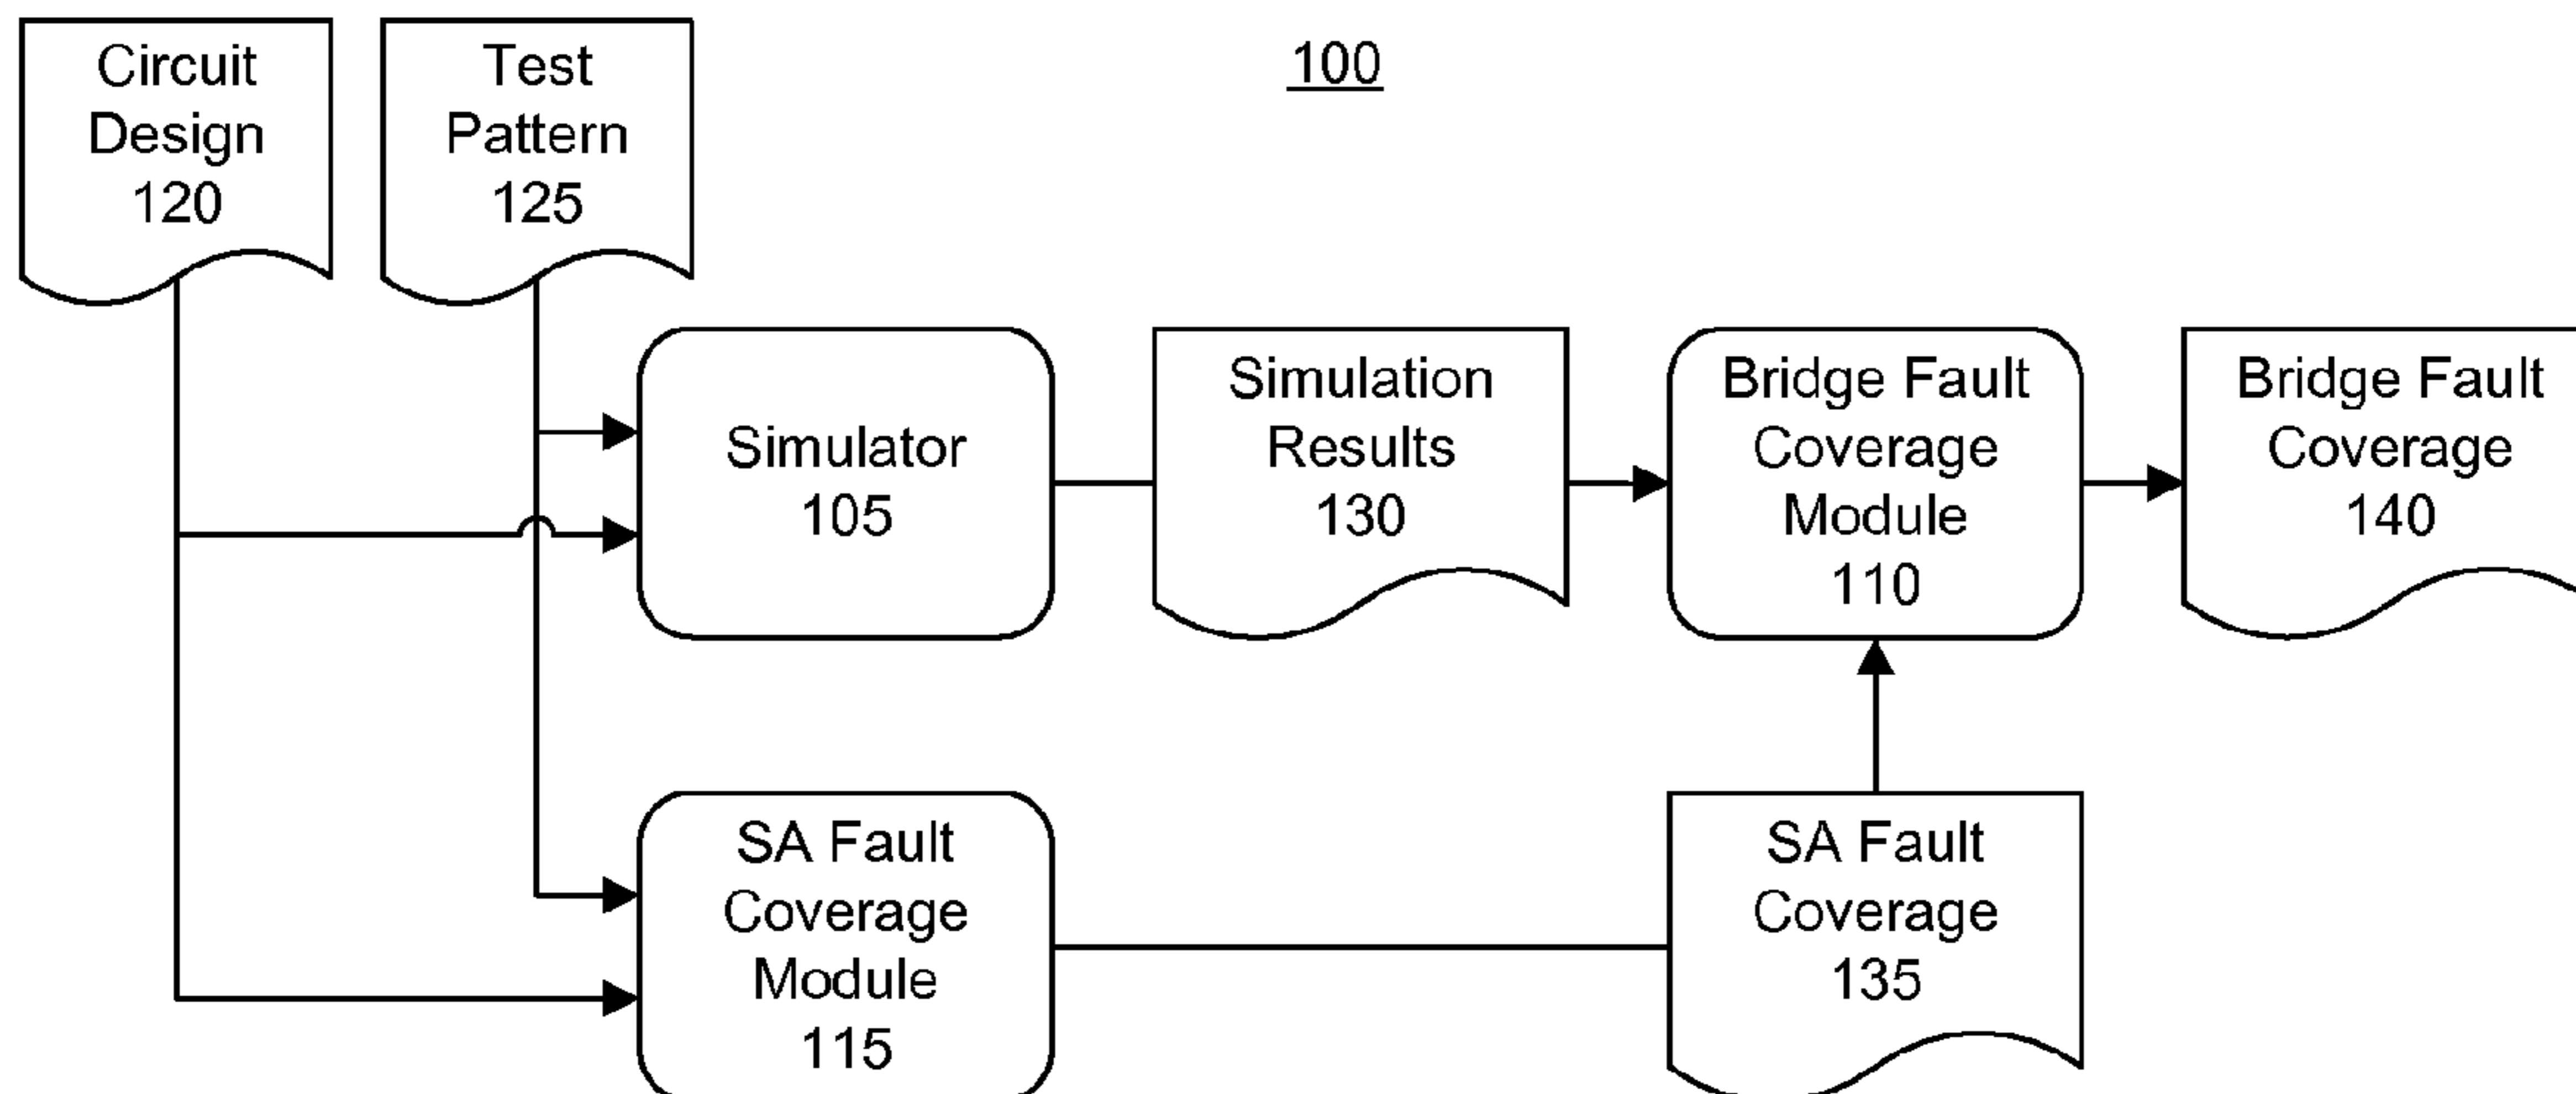 Circuit
Design
120
Test
Pattern
125
100
Simulator
105
Simulation
Results
130
Bridge Fault
Coverage
Module
110
Bridge Fault
Coverage
140
SA Fault
Coverage
Module
115
SA Fault
Coverage
135